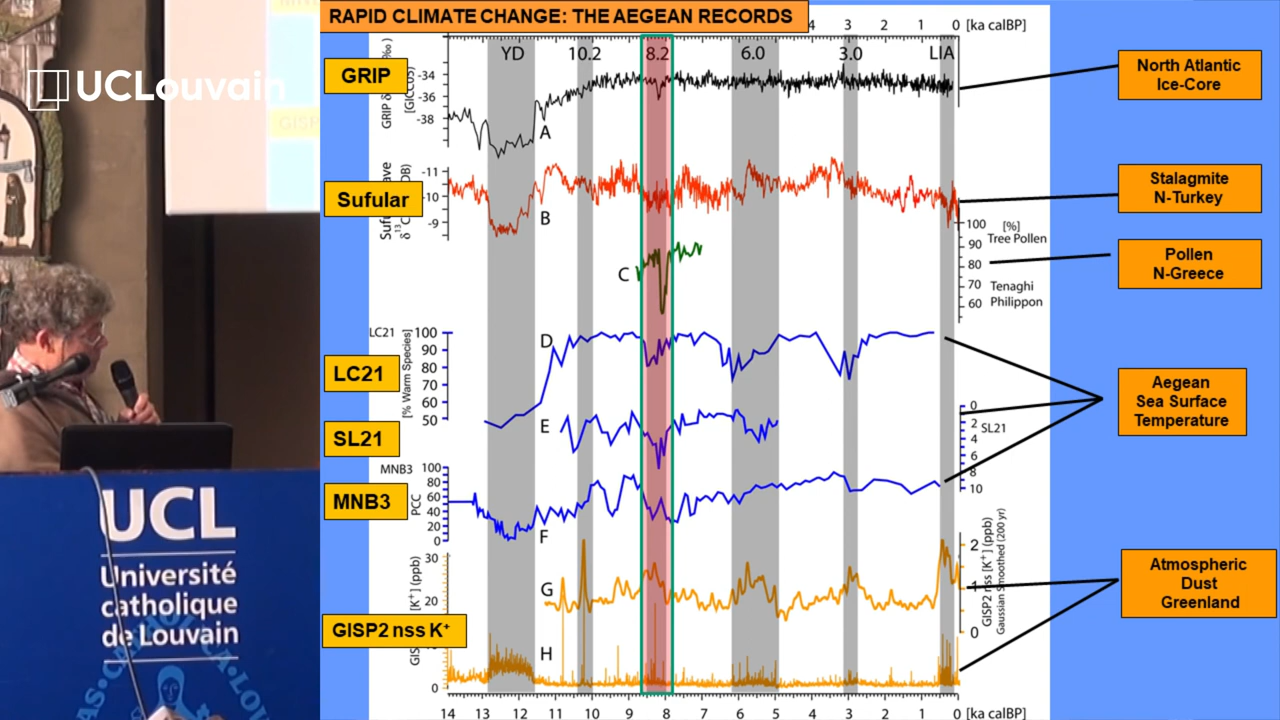 RAPID CLIMATE CHANGE: THE AEGEAN RECORDS
4 3 2 1 0 [ka calBP]
YD 10.2 8.2 6.0 3.0 LIA
UCLouvain
GRIP
GRIP
-34
-36
-38
A
North Atlantic
Ice-Core
Sufular
-11
-10
-9
B
Stalagmite
N-Turkey
C
100 [%]
90 Tree Pollen
80
70 Tenaghi
60 Philippon
Pollen
N-Greece
LC21
LC21
[% Warm Species]
100
90
80
70
60
50
D
Aegean
Sea Surface
Temperature
SL21
E
0
2 SL21
4
6
8
10
MNB3
MNB3
PCC
100
80
60
40
20
0
F
[K⁺] (ppb)
30
20
0
G
GISP2 nss [K⁺] (ppb)
Gaussian Smoothed (200 yr)
2
1
0
Atmospheric
Dust
Greenland
GISP2 nss K⁺
H
14 13 12 11 10 9 8 7 6 5 4 3 2 1 0 [ka calBP]
UCL
Université
catholique
de Louvain